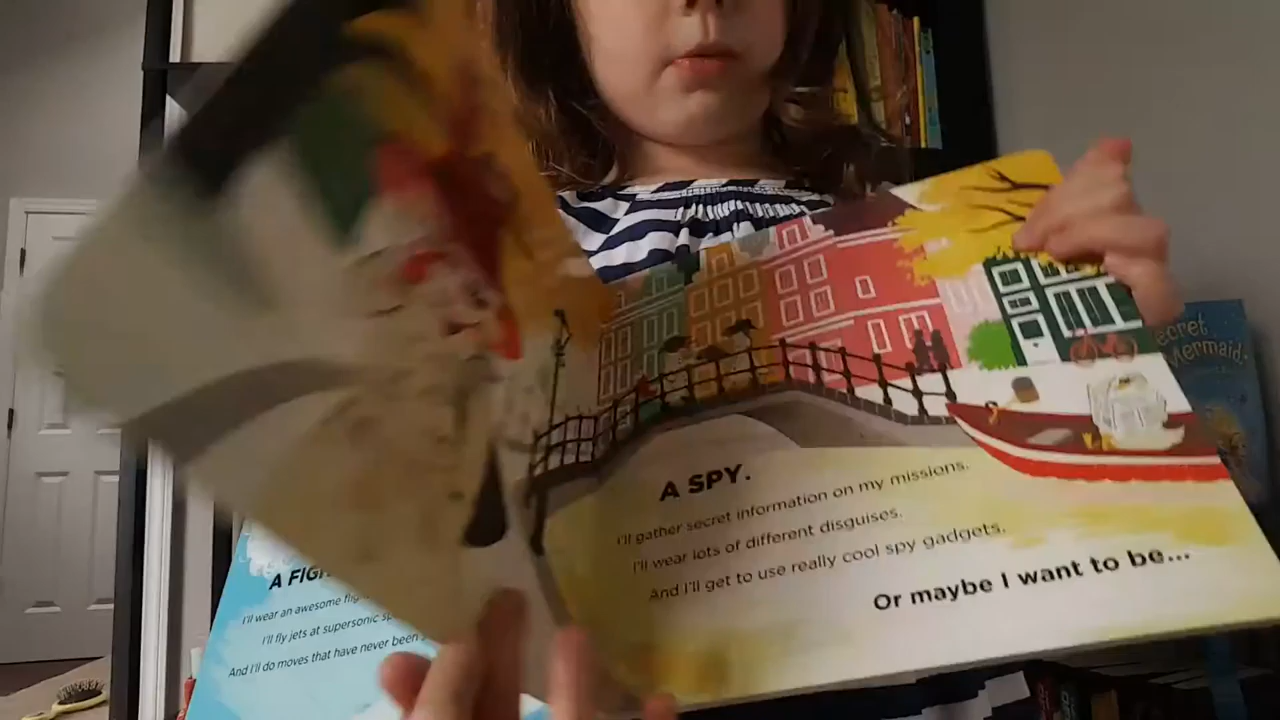 A SPY.
I'll gather secret information on my missions.
I'll wear lots of different disguises.
And I'll get to use really cool spy gadgets.
Or maybe I want to be...
A
I'll wear an awesome
I'll fly jets at supersonic
And I'll do moves that have never been
ecret
Mermaid